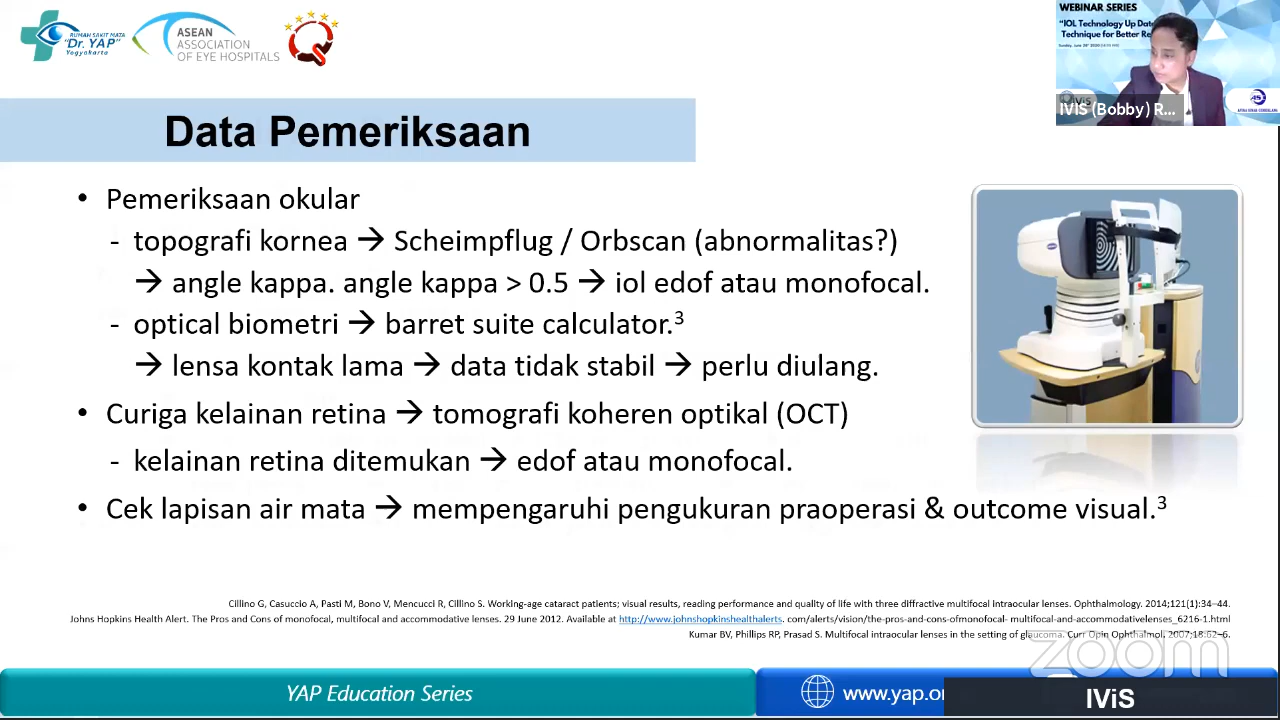 RUMAH SAKIT MATA
"Dr. YAP"
Yogyakarta
ASEAN
ASSOCIATION
OF EYE HOSPITALS
Q
WEBINAR SERIES
"IOL Technology Up Dat
Technique for Better Re
IViS
IVIS (Bobby) R...
Data Pemeriksaan
• Pemeriksaan okular
- topografi kornea → Scheimpflug / Orbscan (abnormalitas?)
→ angle kappa. angle kappa > 0.5 → iol edof atau monofocal.
- optical biometri → barret suite calculator.³
→ lensa kontak lama → data tidak stabil → perlu diulang.
• Curiga kelainan retina → tomografi koheren optikal (OCT)
- kelainan retina ditemukan → edof atau monofocal.
• Cek lapisan air mata → mempengaruhi pengukuran praoperasi & outcome visual.³
Cillino G, Casuccio A, Pasti M, Bono V, Mencucci R, Cillino S. Working-age cataract patients; visual results, reading performance and quality of life with three diffractive multifocal intraocular lenses. Ophthalmology. 2014;121(1):34–44.
Johns Hopkins Health Alert. The Pros and Cons of monofocal, multifocal and accommodative lenses. 29 June 2012. Available at http://www.johnshopkinshealthalerts. com/alerts/vision/the-pros-and-cons-ofmonofocal- multifocal-and-accommodativelenses_6216-1.html
Kumar BV, Phillips RP, Prasad S. Multifocal intraocular lenses in the setting of glaucoma. Curr Opin Ophthalmol. 2007;18:62–6.
zoom
YAP Education Series
www.yap.or
IViS